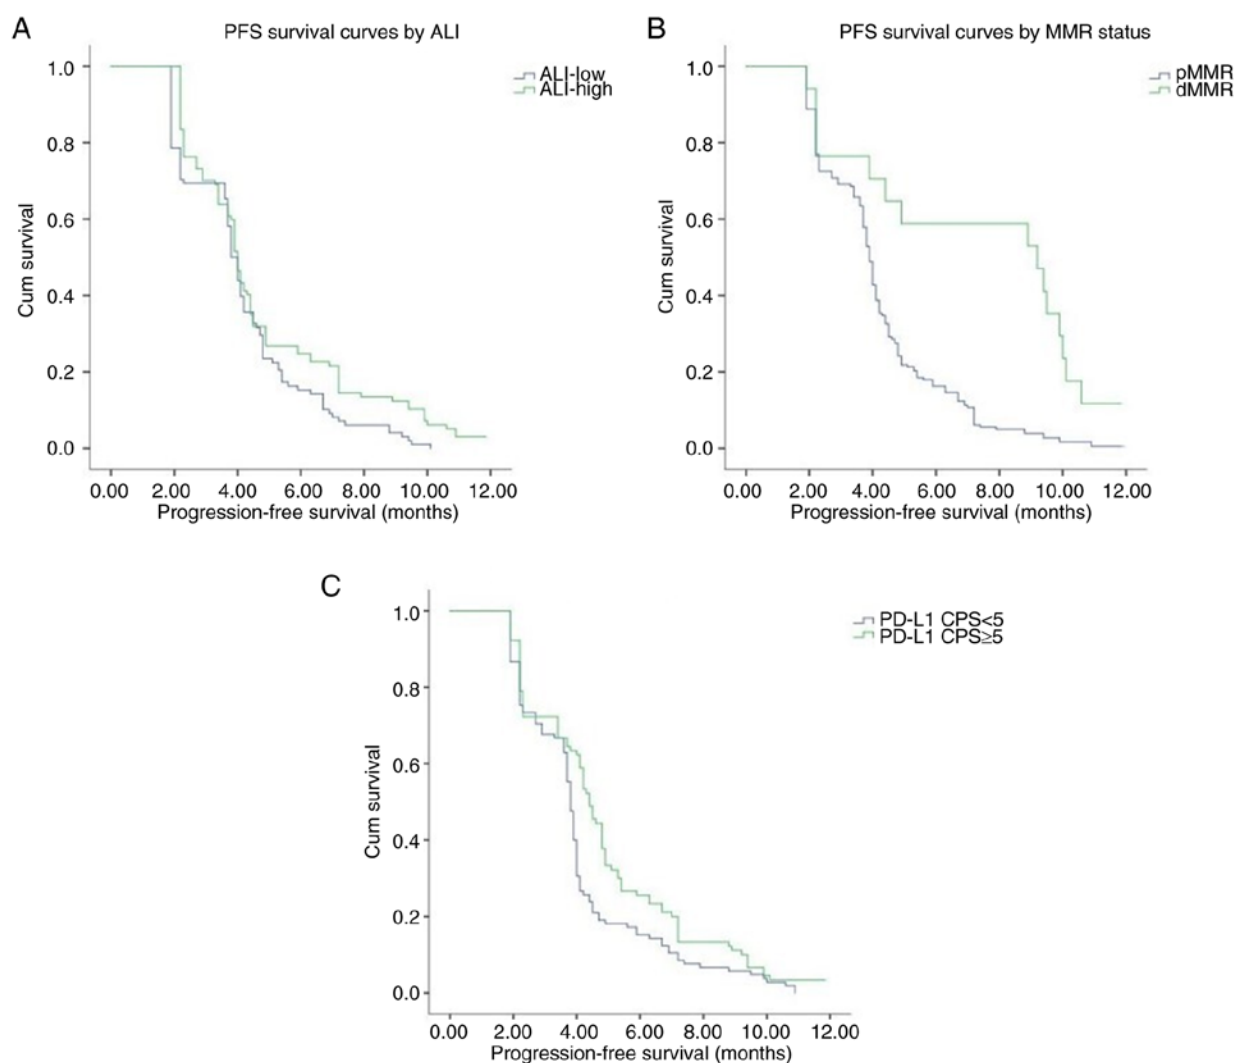 A
PFS survival curves by ALI
ALI-low
ALI-high
1.0
0.8
0.6
0.4
0.2
0.0
Cum survival
0.00 2.00 4.00 6.00 8.00 10.00 12.00
Progression-free survival (months)
B
PFS survival curves by MMR status
pMMR
dMMR
1.0
0.8
0.6
0.4
0.2
0.0
Cum survival
0.00 2.00 4.00 6.00 8.00 10.00 12.00
Progression-free survival (months)
C
PD-L1 CPS<5
PD-L1 CPS≥5
1.0
0.8
0.6
0.4
0.2
0.0
Cum survival
0.00 2.00 4.00 6.00 8.00 10.00 12.00
Progression-free survival (months)